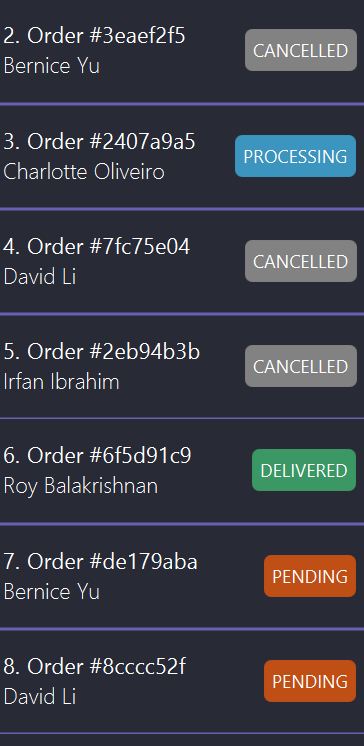 2. Order #3eaef2f5
Bernice Yu
CANCELLED
3. Order #2407a9a5
Charlotte Oliveiro
PROCESSING
4. Order #7fc75e04
David Li
CANCELLED
5. Order #2eb94b3b
Irfan Ibrahim
CANCELLED
6. Order #6f5d91c9
Roy Balakrishnan
DELIVERED
7. Order #de179aba
Bernice Yu
PENDING
8. Order #8cccc52f
David Li
PENDING